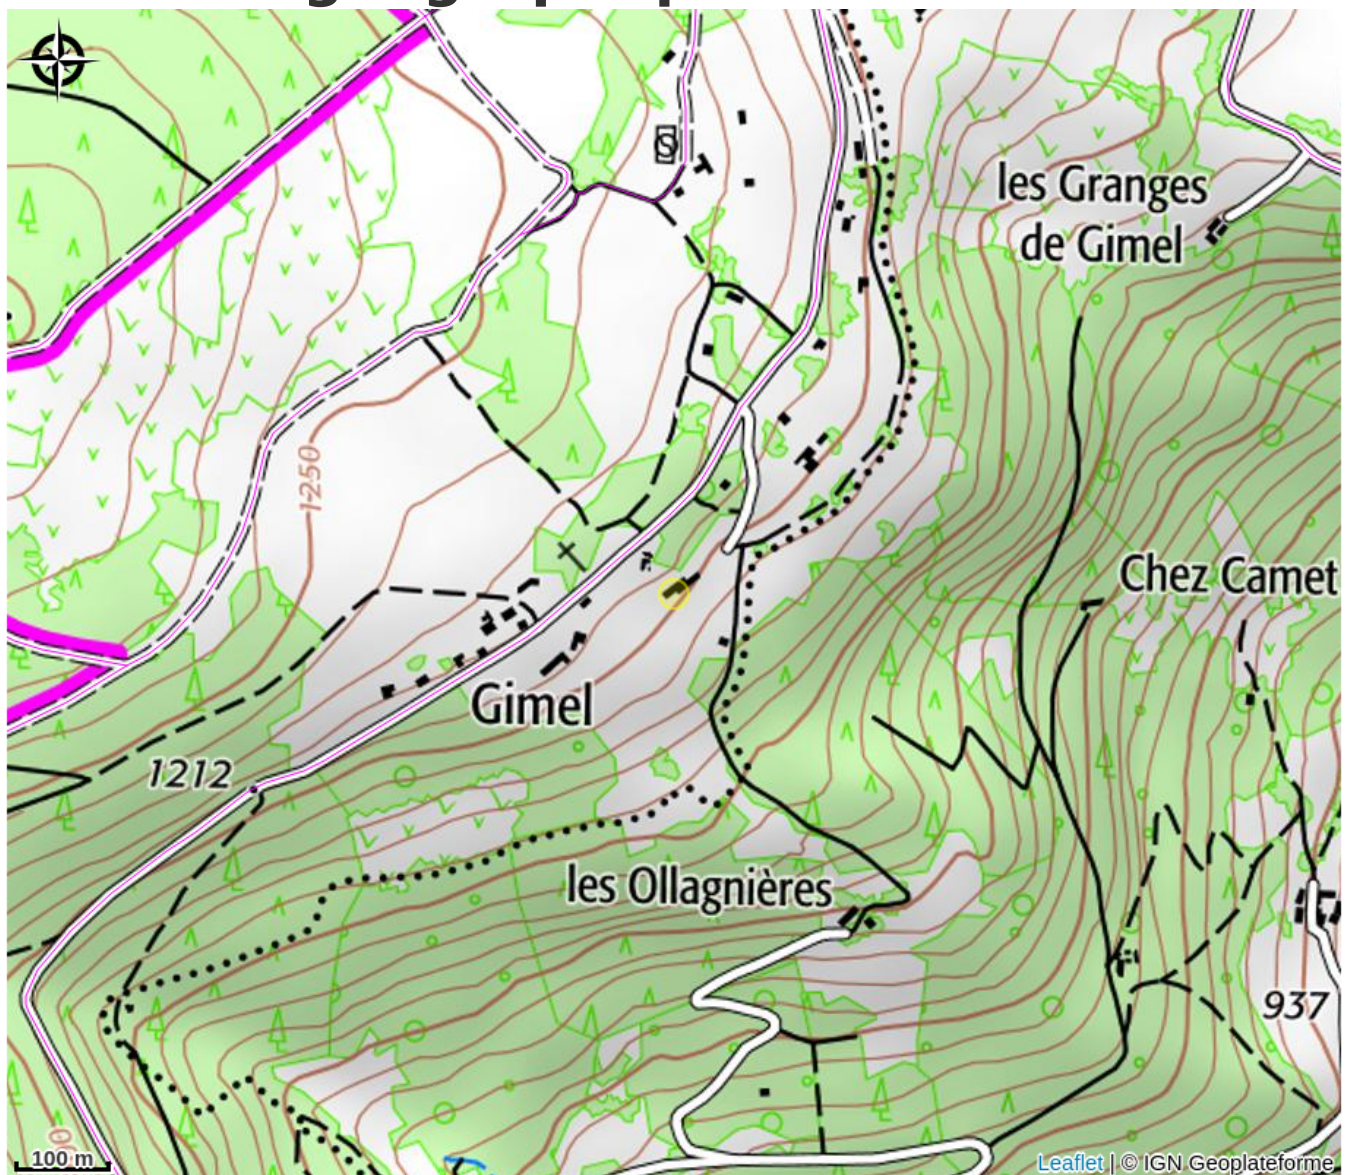 les Granges
de Gimel
1250
Chez Camet
Gimel
1212
les Ollagnières
937
100 m
Leaflet | © IGN Geoplateforme